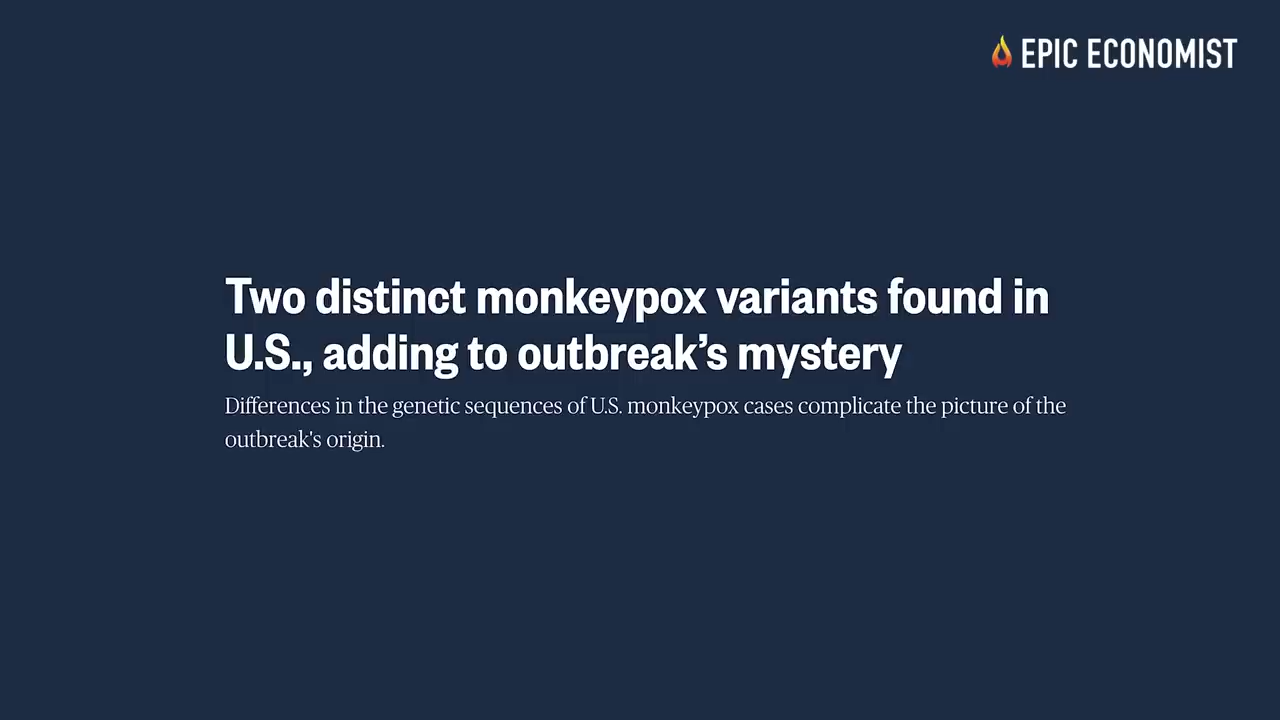 EPIC ECONOMIST
Two distinct monkeypox variants found in
U.S., adding to outbreak’s mystery
Differences in the genetic sequences of U.S. monkeypox cases complicate the picture of the
outbreak's origin.